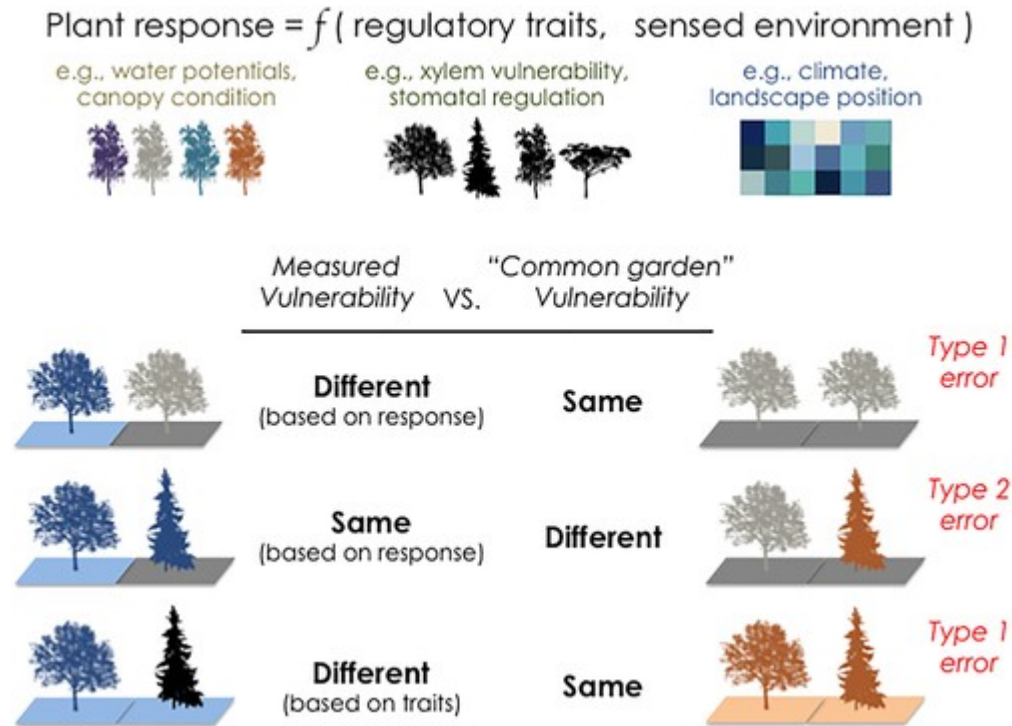 Plant response = f ( regulatory traits, sensed environment )
e.g., water potentials,
canopy condition
e.g., xylem vulnerability,
stomatal regulation
e.g., climate,
landscape position
Measured
Vulnerability
VS.
“Common garden”
Vulnerability
Different
(based on response)
Same
Type 1
error
Same
(based on response)
Different
Type 2
error
Different
(based on traits)
Same
Type 1
error